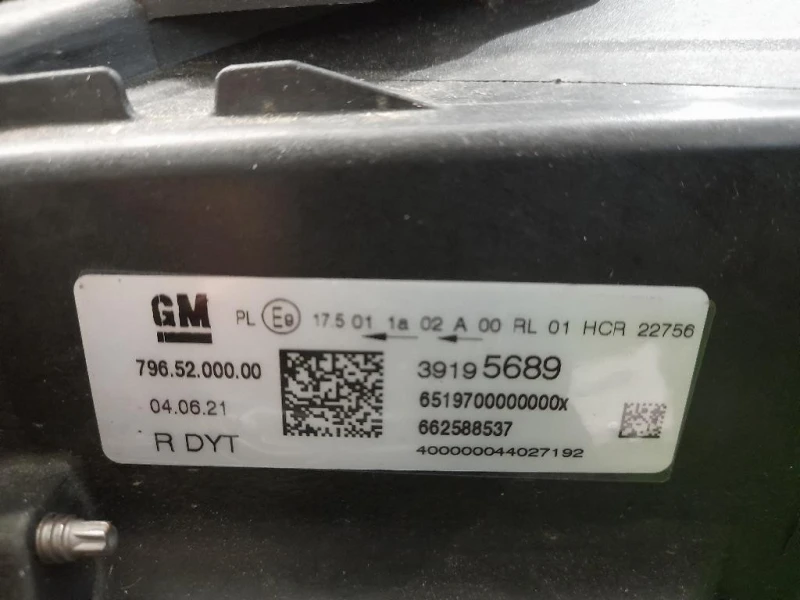 GM
PL E9 17.5 01 1a 02 A 00 RL 01 HCR 22756
796.52.000.00
39195689
04.06.21
6519700000000X
662588537
R DYT
400000044027192